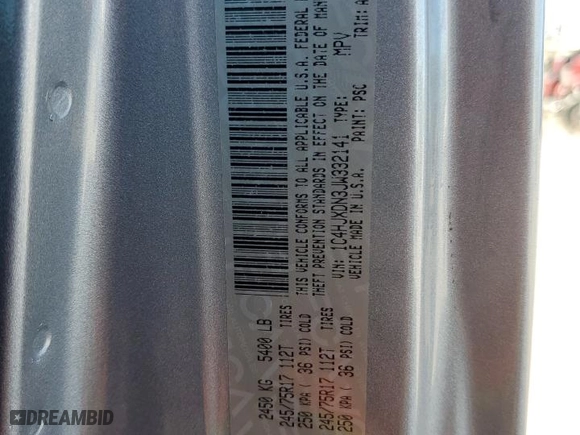 2450 KG 5400 LB
245/75R17 112T TIRES
250 KPA ( 36 PSI) COLD
THIS VEHICLE CONFORMS TO ALL APPLICABLE U.S.A. FEDERAL
THEFT PREVENTION STANDARDS IN EFFECT ON THE DATE OF MAN
245/75R17 112T TIRES
250 KPA ( 36 PSI) COLD
VIN: 1C4HJXDN3JW332141 TYPE: MPV
VEHICLE MADE IN U.S.A. PAINT: PSC TRIM:
DREAMBID